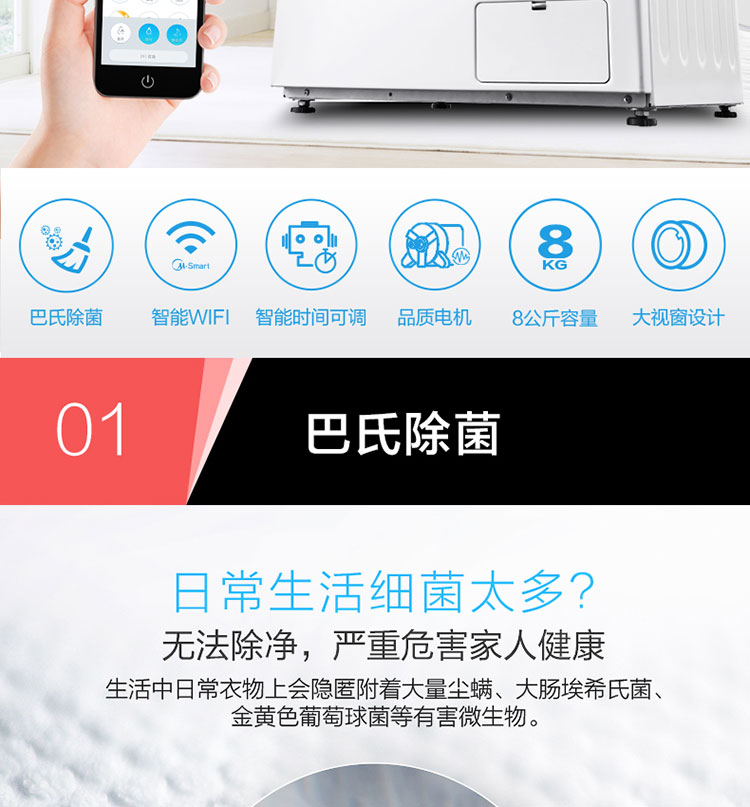 M-Smart
8
KG
巴氏除菌
智能WIFI
智能时间可调
品质电机
8公斤容量
大视窗设计
01
巴氏除菌
日常生活细菌太多?
无法除净，严重危害家人健康
生活中日常衣物上会隐匿附着大量尘螨、大肠埃希氏菌、
金黄色葡萄球菌等有害微生物。